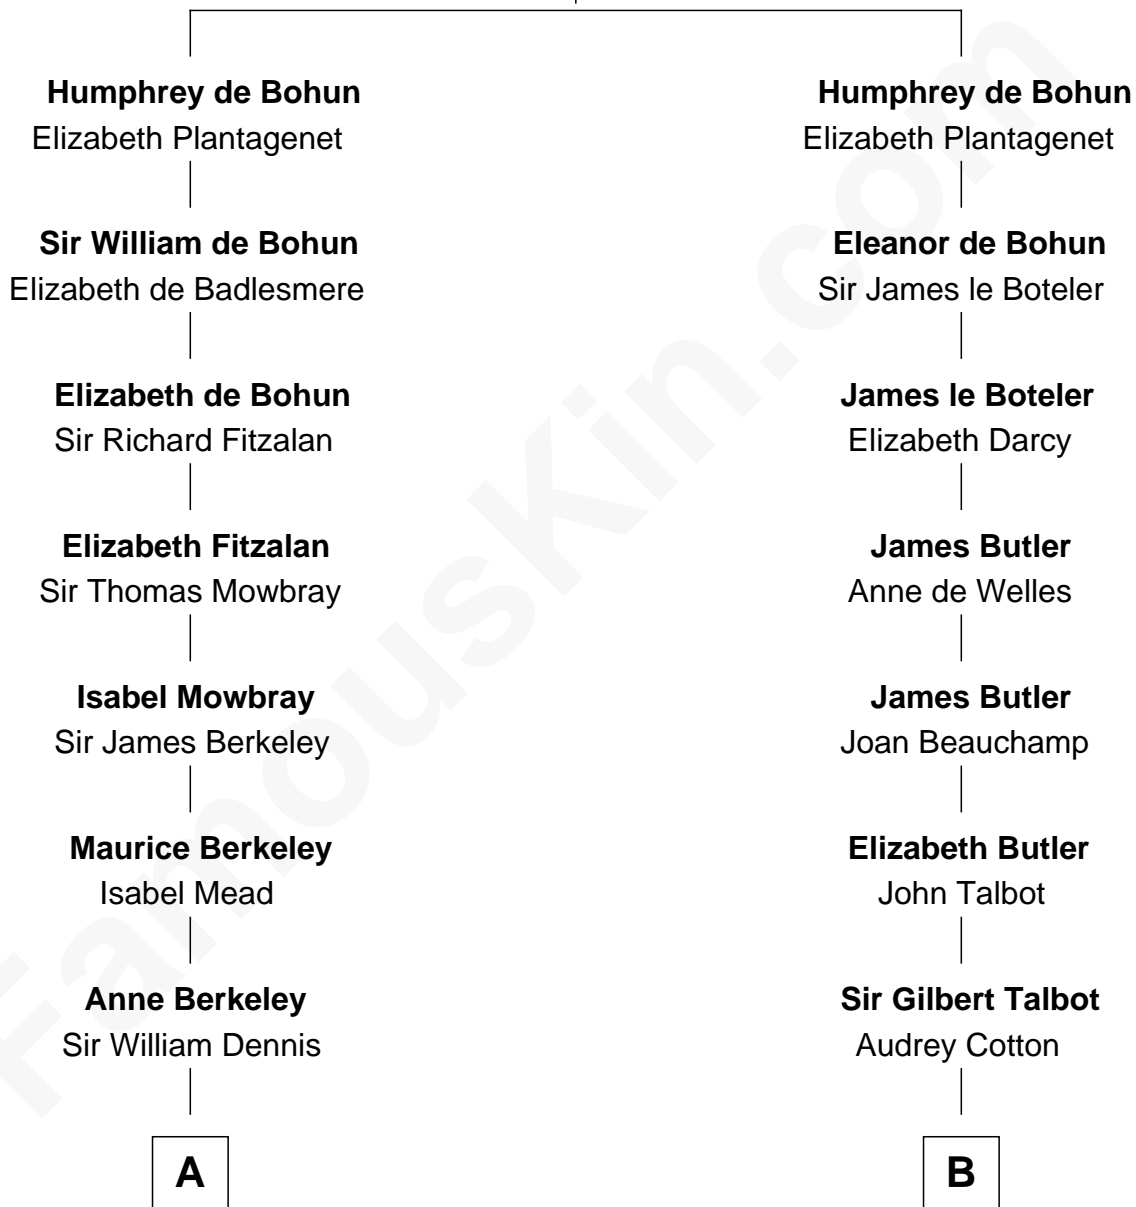 Humphrey de Bohun
Elizabeth Plantagenet
Sir William de Bohun
Elizabeth de Badlesmere
Elizabeth de Bohun
Sir Richard Fitzalan
Elizabeth Fitzalan
Sir Thomas Mowbray
Isabel Mowbray
Sir James Berkeley
Maurice Berkeley
Isabel Mead
Anne Berkeley
Sir William Dennis
A
Humphrey de Bohun
Elizabeth Plantagenet
Eleanor de Bohun
Sir James le Boteler
James le Boteler
Elizabeth Darcy
James Butler
Anne de Welles
James Butler
Joan Beauchamp
Elizabeth Butler
John Talbot
Sir Gilbert Talbot
Audrey Cotton
B
FamousKin.com